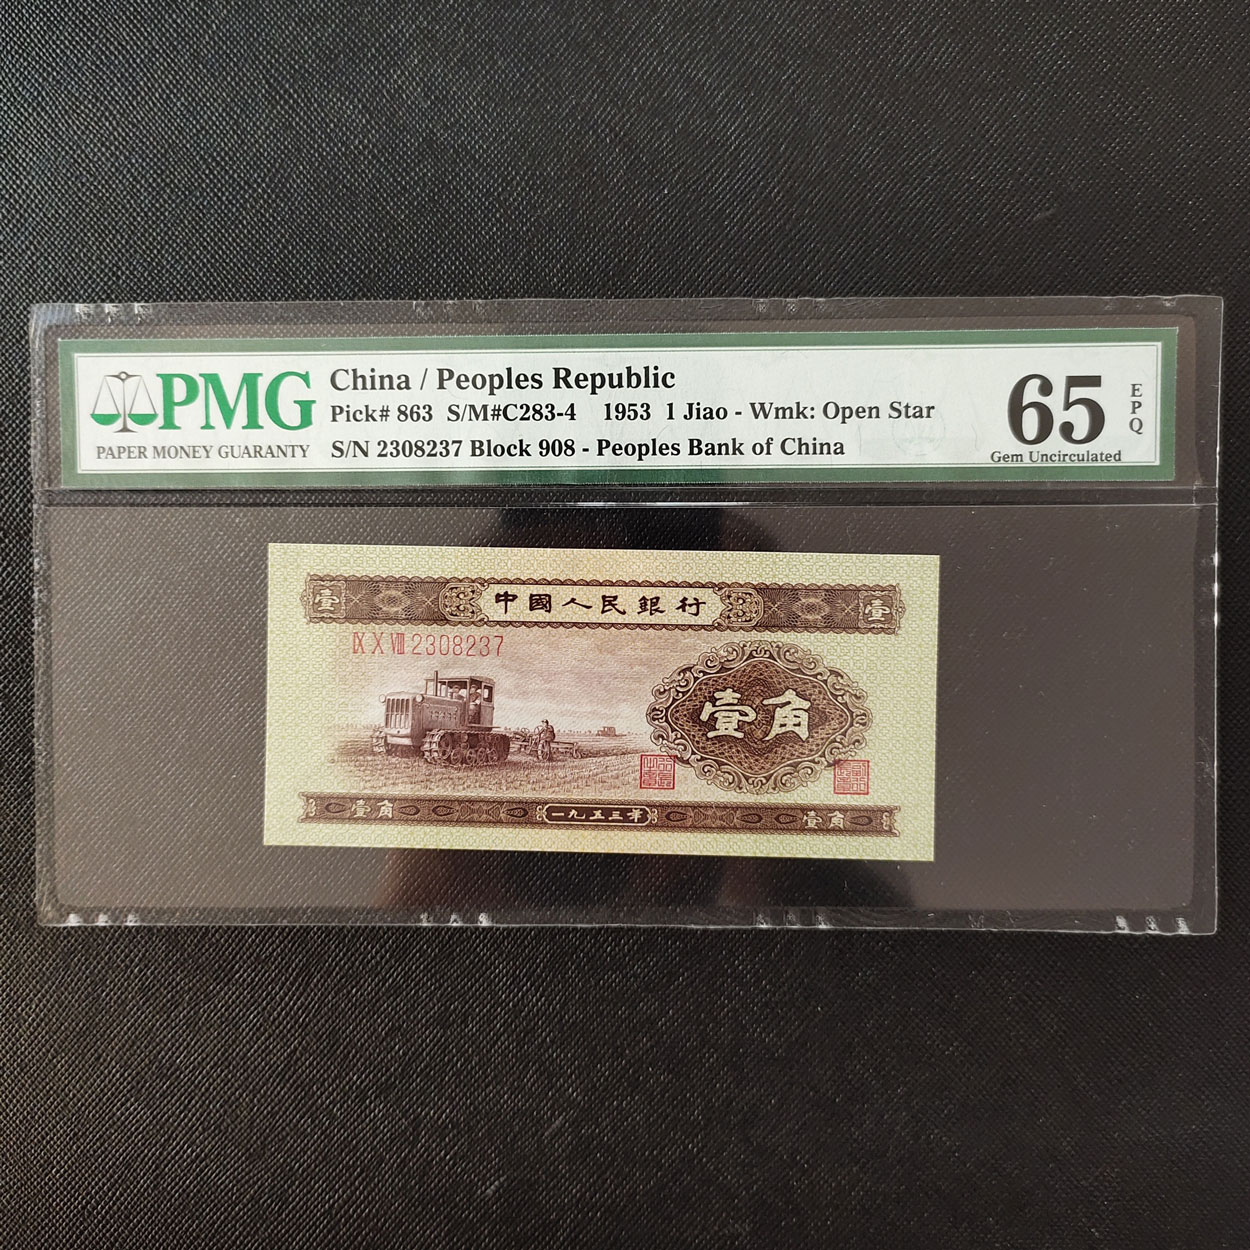 PMG
PAPER MONEY GUARANTY
China / Peoples Republic
Pick# 863 S/M#C283-4 1953 1 Jiao - Wmk: Open Star
S/N 2308237 Block 908 - Peoples Bank of China
65
EPQ
Gem Uncirculated
壹 中國人民銀行 壹
IX X VIII 2308237
壹角
壹角 一九五三年 壹角